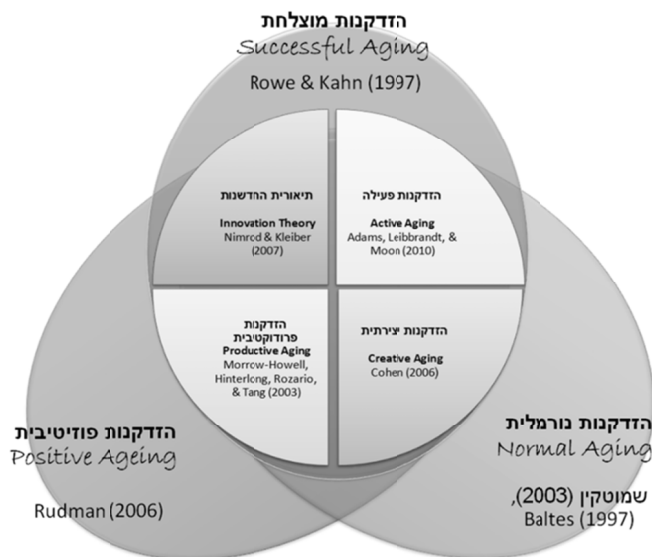 הזדקנות מוצלחת
Successful Aging
Rowe & Kahn (1997)
תיאורית החדשנות
Innovation Theory
Nimrod & Kleiber
(2007)
הזדקנות פעילה
Active Aging
Adams, Leibbrandt, &
Moon (2010)
הזדקנות
פרודוקטיבית
Productive Aging
Morrow-Howell,
Hinterlong, Rozario,
& Tang (2003)
הזדקנות יצירתית
Creative Aging
Cohen (2006)
הזדקנות פוזיטיבית
Positive Ageing
Rudman (2006)
הזדקנות נורמלית
Normal Aging
שמוטקין (2003),
Baltes (1997)